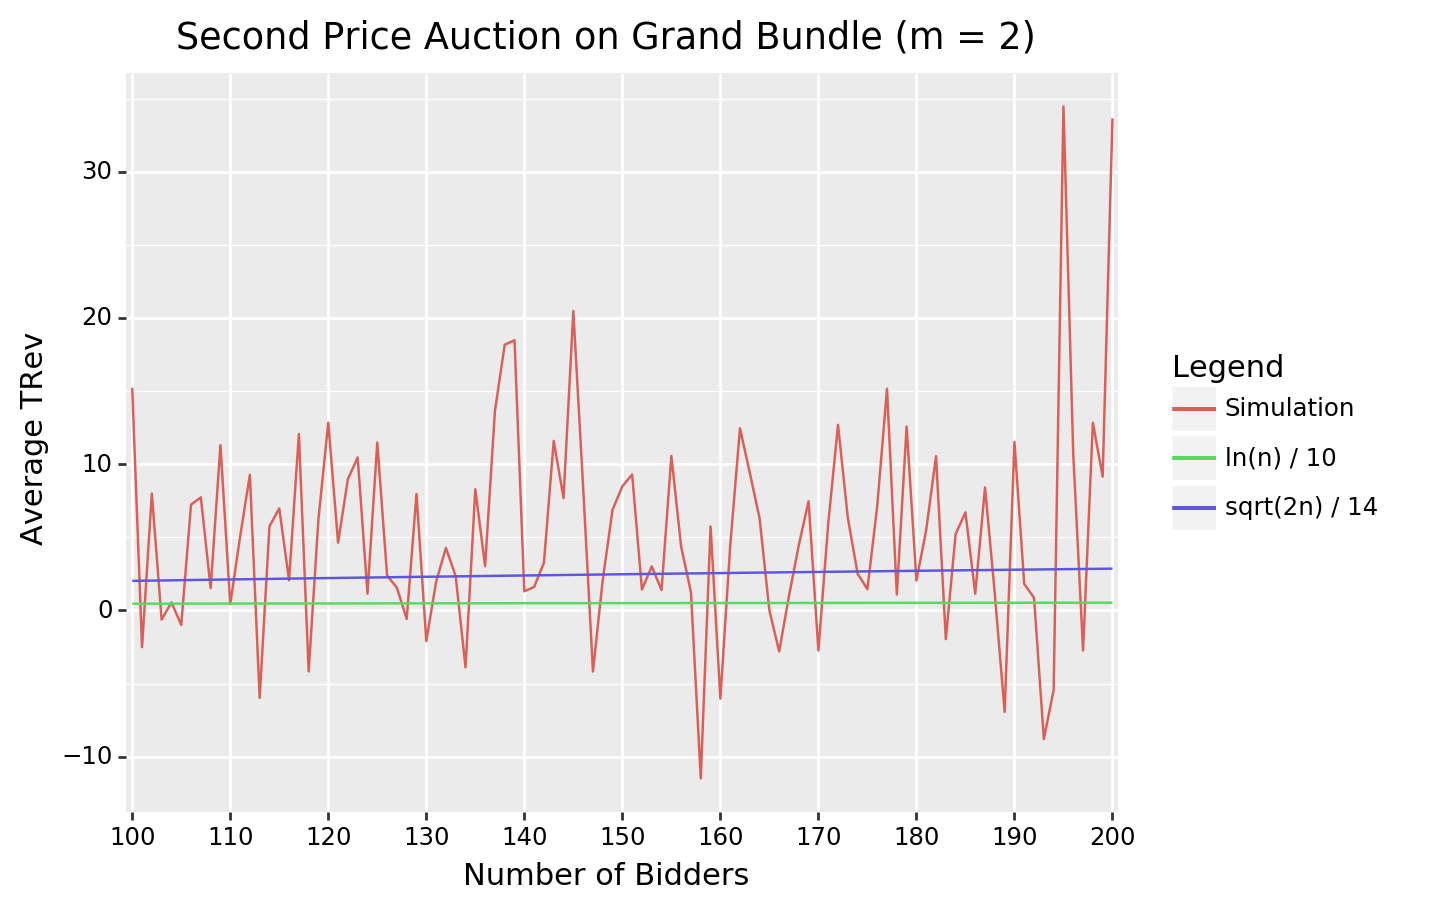 Second Price Auction on Grand Bundle (m = 2)
Average TRev
30
20
10
0
−10
100 110 120 130 140 150 160 170 180 190 200
Number of Bidders
Legend
Simulation
ln(n) / 10
sqrt(2n) / 14